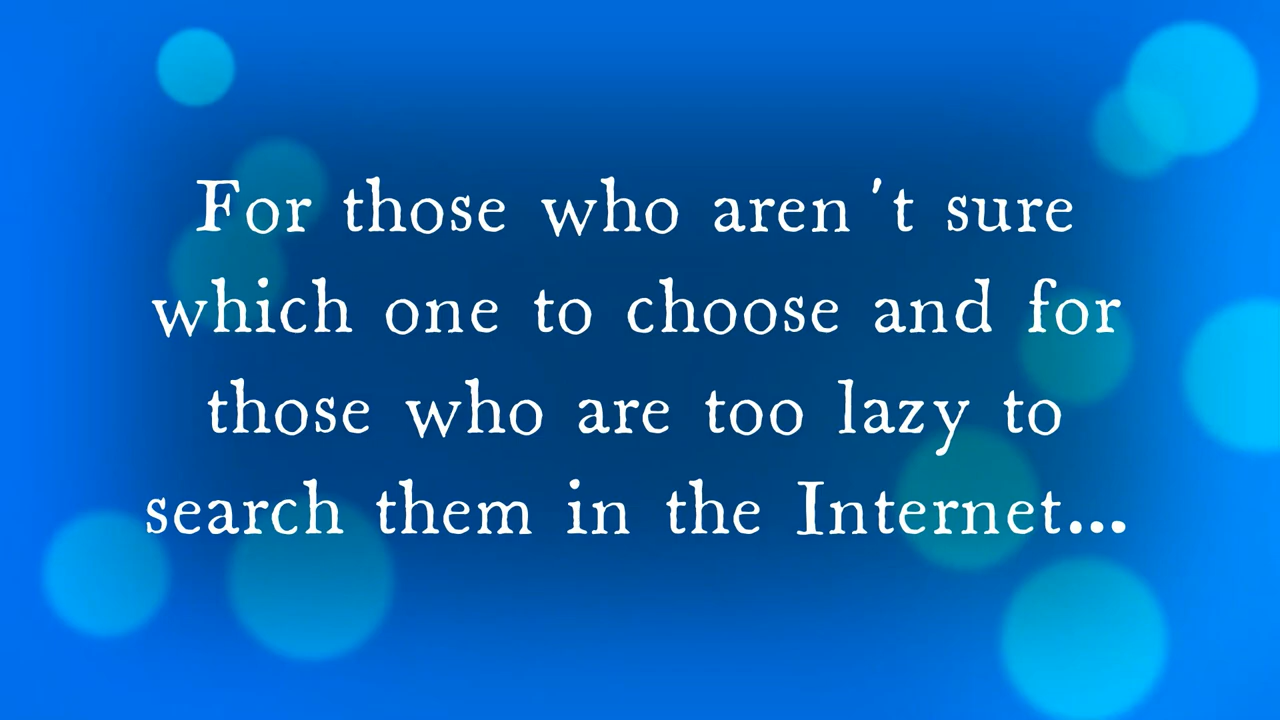 For those who aren't sure
which one to choose and for
those who are too lazy to
search them in the Internet...